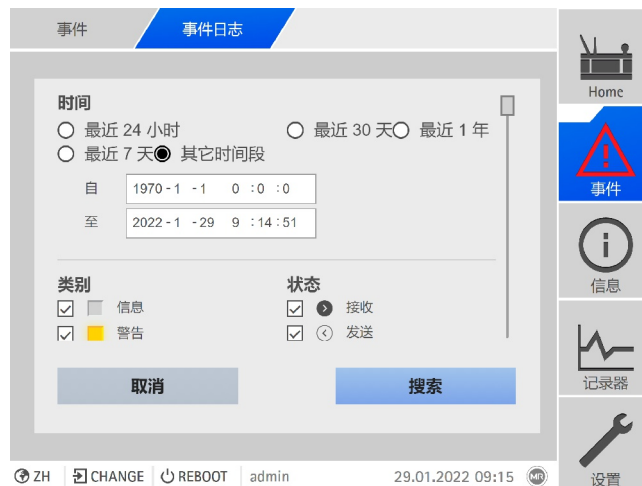 事件 事件日志
Home
时间
最近 24 小时 最近 30 天 最近 1 年
最近 7 天 其它时间段
自 1970-1 -1 0 :0 :0
至 2022-1 -29 9 :14:51
事件
类别 状态
信息 接收
警告 发送
信息
取消 搜索
记录器
ZH CHANGE REBOOT admin 29.01.2022 09:15 MR
设置